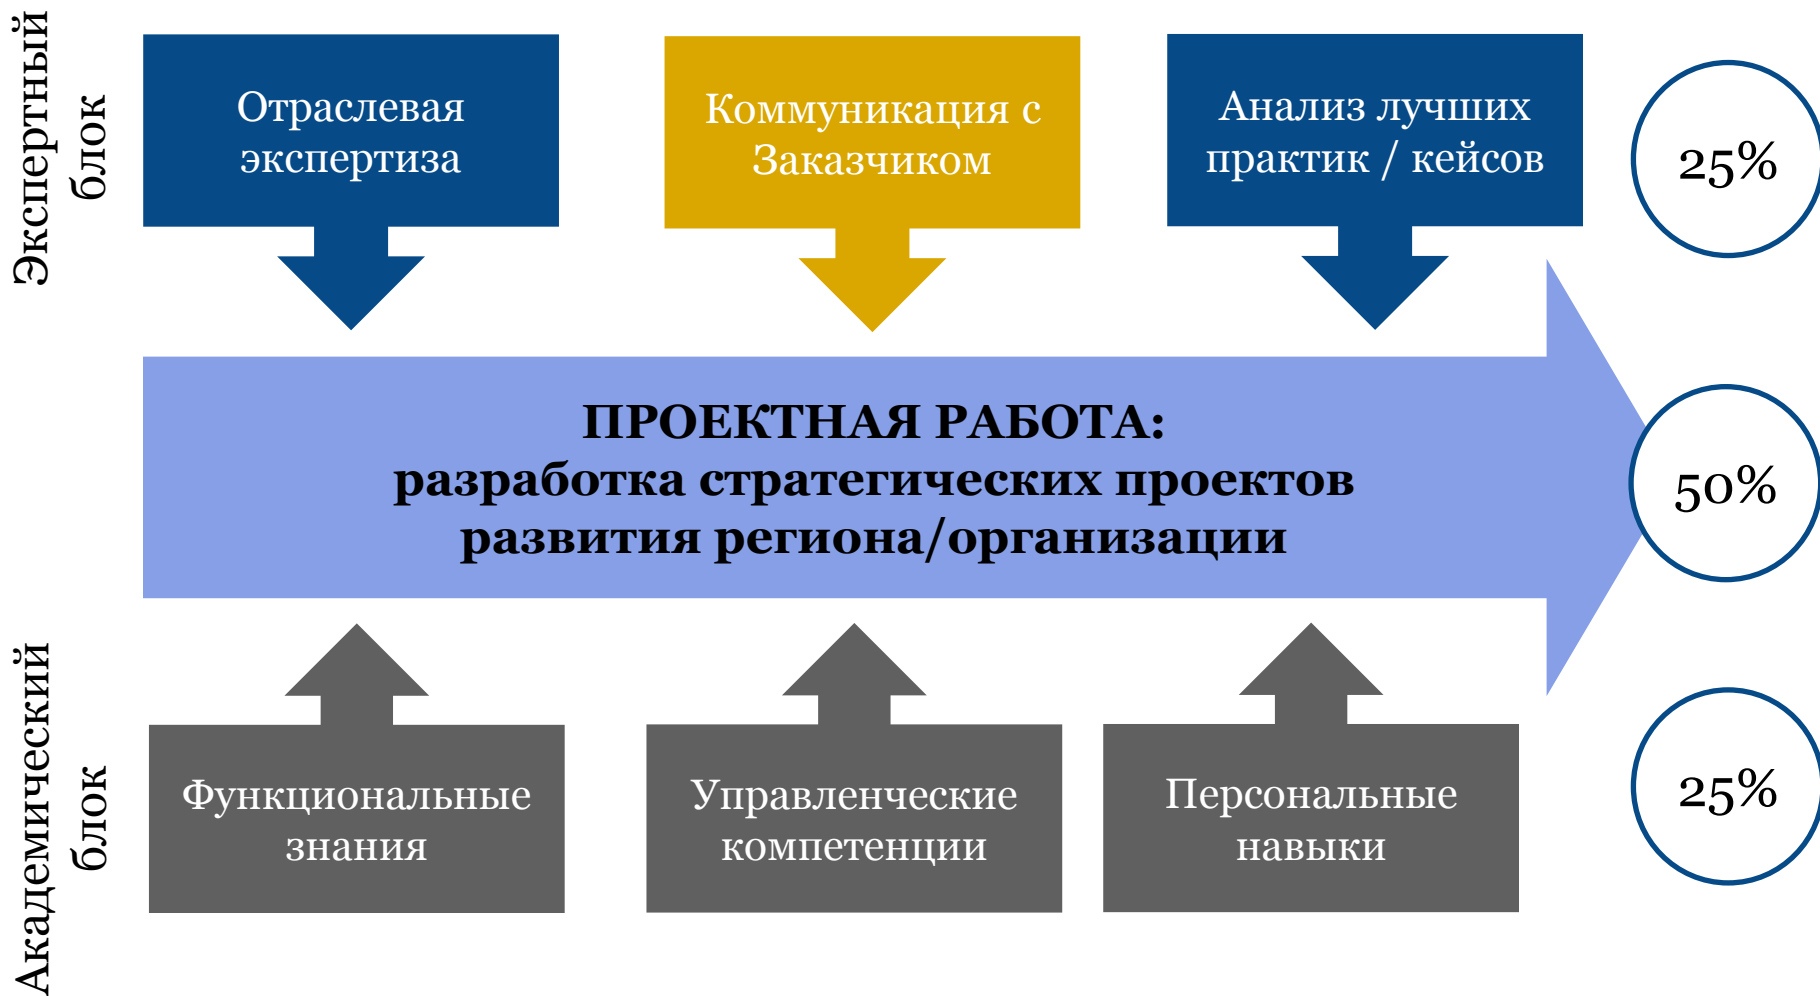 Экспертный
блок
Отраслевая
экспертиза
Коммуникация с
Заказчиком
Анализ лучших
практик / кейсов
25%
ПРОЕКТНАЯ РАБОТА:
разработка стратегических проектов
развития региона/организации
50%
Академический
блок
Функциональные
знания
Управленческие
компетенции
Персональные
навыки
25%